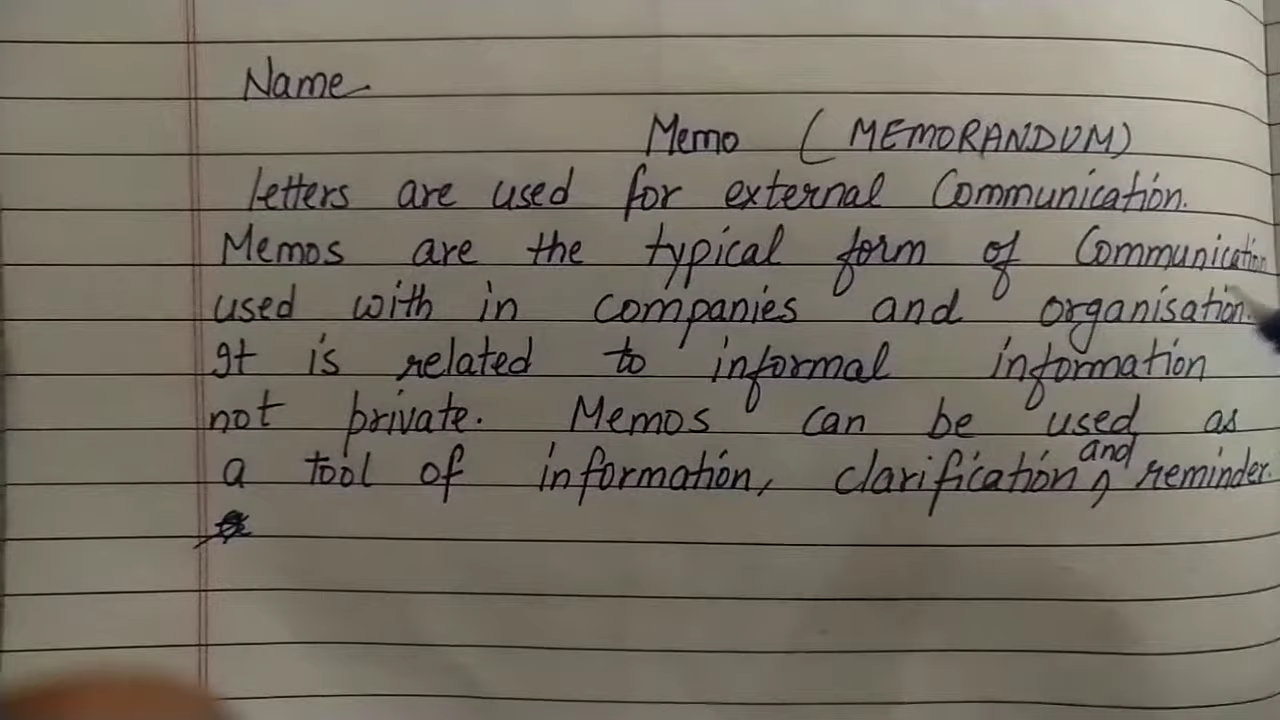 Name
Memo (MEMORANDUM)
letters are used for external Communication.
Memos are the typical form of Communication
used with in companies and organisation.
It is related to informal information
not private. Memos can be used as
a tool of information, clarification and reminder.